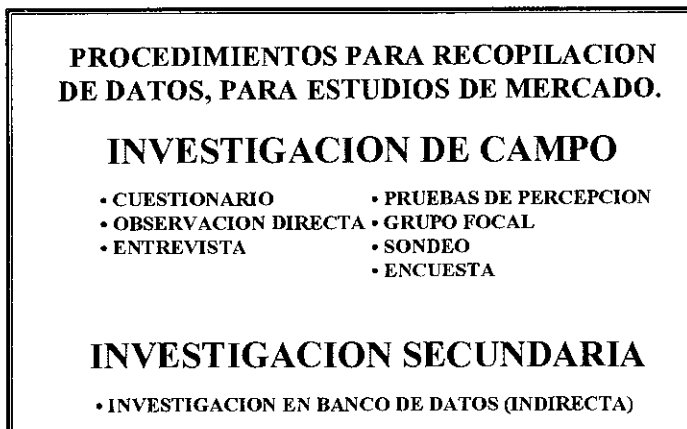 PROCEDIMIENTOS PARA RECOPILACION
DE DATOS, PARA ESTUDIOS DE MERCADO.
INVESTIGACION DE CAMPO
• CUESTIONARIO
• OBSERVACION DIRECTA
• ENTREVISTA
• PRUEBAS DE PERCEPCION
• GRUPO FOCAL
• SONDEO
• ENCUESTA
INVESTIGACION SECUNDARIA
• INVESTIGACION EN BANCO DE DATOS (INDIRECTA)